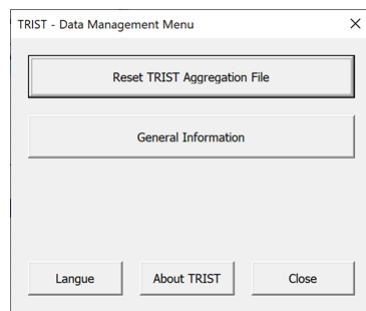 TRIST - Data Management Menu
Reset TRIST Aggregation File
General Information
Langue
About TRIST
Close